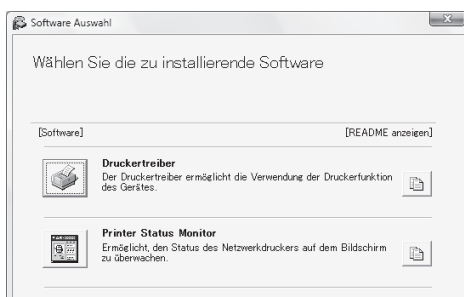 Software Auswahl
Wählen Sie die zu installierende Software
[Software] [README anzeigen]
Druckertreiber
Der Druckertreiber ermöglicht die Verwendung der Druckerfunktion
des Gerätes.
Printer Status Monitor
Ermöglicht, den Status des Netzwerkdruckers auf dem Bildschirm
zu überwachen.